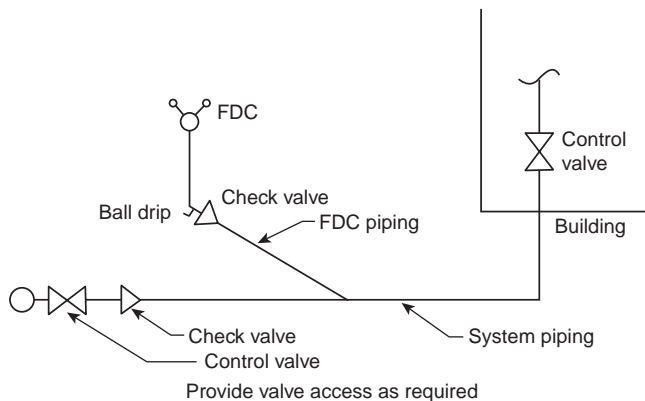 FDC
Control
valve
Check valve
Ball drip
FDC piping
Building
Check valve
System piping
Control valve
Provide valve access as required